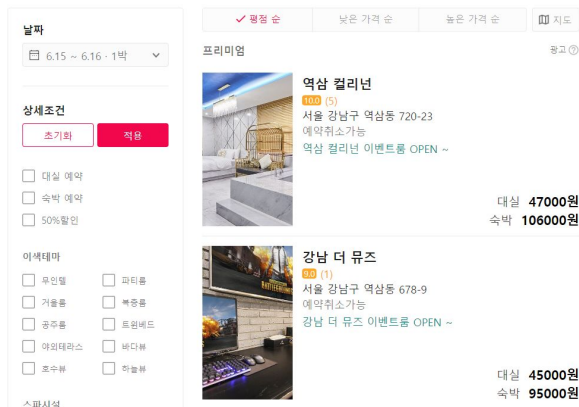 날짜
6.15 ~ 6.16 · 1박
상세조건
초기화
적용
대실 예약
숙박 예약
50%할인
이색테마
무인텔
파티룸
거울룸
복층룸
공주룸
트윈베드
야외테라스
바다뷰
호수뷰
하늘뷰
스파시설
평점 순
낮은 가격 순
높은 가격 순
지도
프리미엄
광고
역삼 컬리넌
10.0 (5)
서울 강남구 역삼동 720-23
예약취소가능
역삼 컬리넌 이벤트룸 OPEN ~
대실 47000원
숙박 106000원
강남 더 뮤즈
9.0 (1)
서울 강남구 역삼동 678-9
예약취소가능
강남 더 뮤즈 이벤트룸 OPEN ~
대실 45000원
숙박 95000원